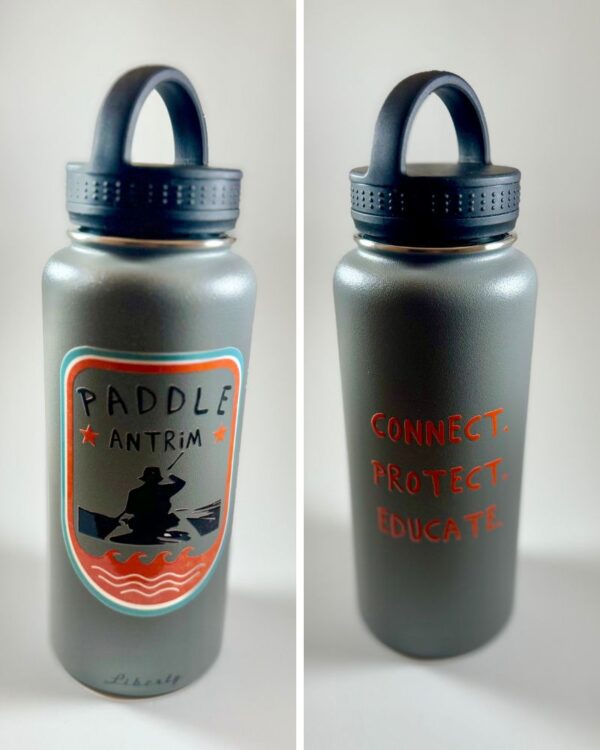 PADDLE
ANTRiM
Liberty
CONNECT.
PROTECT.
EDUCATE.